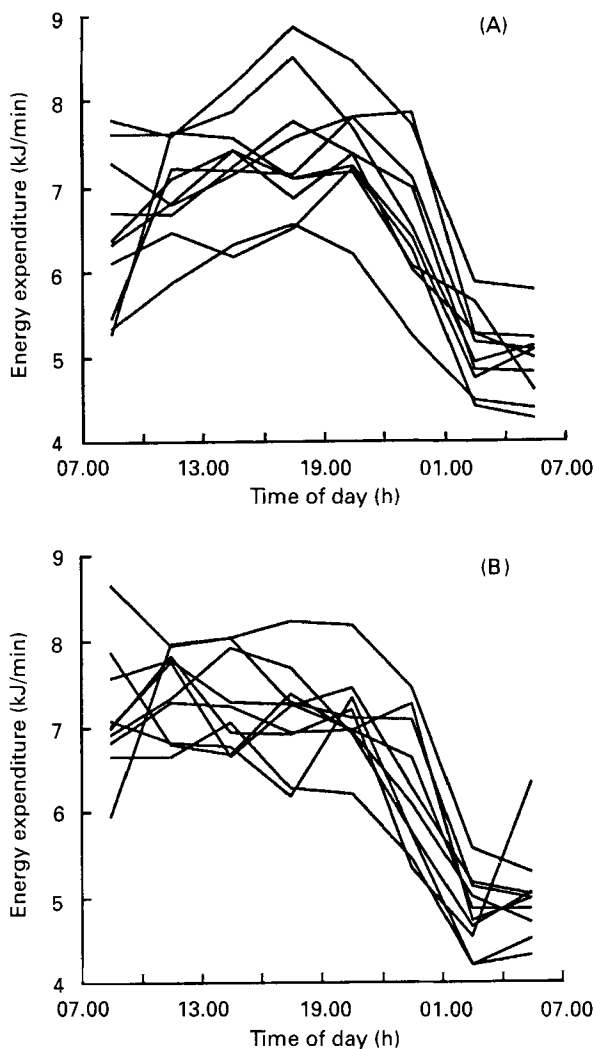 (A)
9
8
7
6
5
4
Energy expenditure (kJ/min)
07.00 13.00 19.00 01.00 07.00
Time of day (h)
(B)
9
8
7
6
5
4
Energy expenditure (kJ/min)
07.00 13.00 19.00 01.00 07.00
Time of day (h)